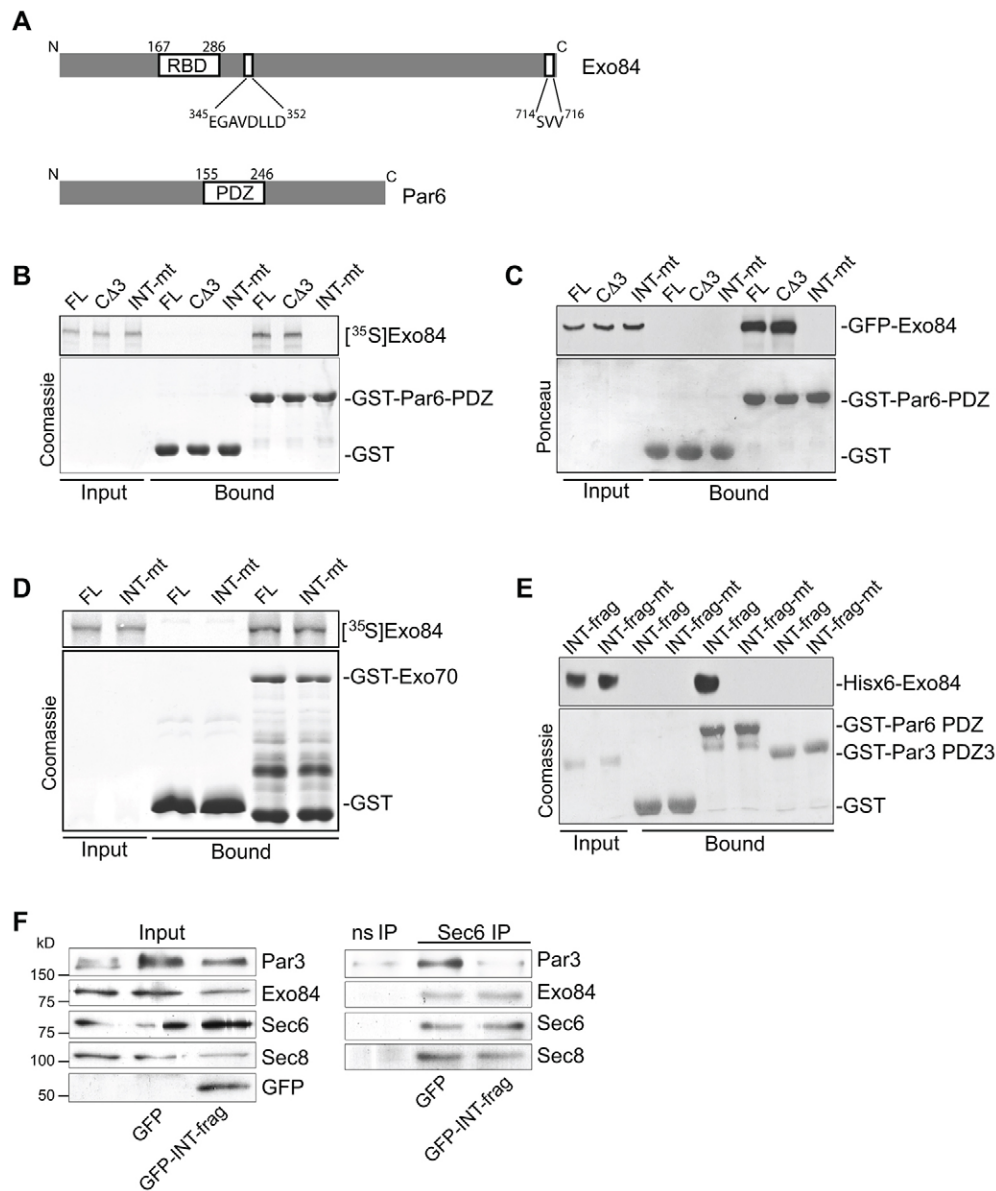 A
N 167 286 C
RBD Exo84
345EGAVDLLD352 714SVV716
N 155 246 C
PDZ Par6
B
FL CΔ3 INT-mt FL CΔ3 INT-mt FL CΔ3 INT-mt
[35S]Exo84
Coomassie
-GST-Par6-PDZ
-GST
Input Bound
C
FL CΔ3 INT-mt FL CΔ3 INT-mt FL CΔ3 INT-mt
-GFP-Exo84
Ponceau
-GST-Par6-PDZ
-GST
Input Bound
D
FL INT-mt FL INT-mt FL INT-mt
[35S]Exo84
Coomassie
-GST-Exo70
-GST
Input Bound
E
INT-frag INT-frag-mt INT-frag INT-frag-mt INT-frag INT-frag-mt INT-frag INT-frag-mt
-Hisx6-Exo84
Coomassie
-GST-Par6 PDZ
-GST-Par3 PDZ3
-GST
Input Bound
F
kD Input
150 Par3
75 Exo84
75 Sec6
100 Sec8
50 GFP
GFP GFP-INT-frag
ns IP Sec6 IP
Par3
Exo84
Sec6
Sec8
GFP GFP-INT-frag